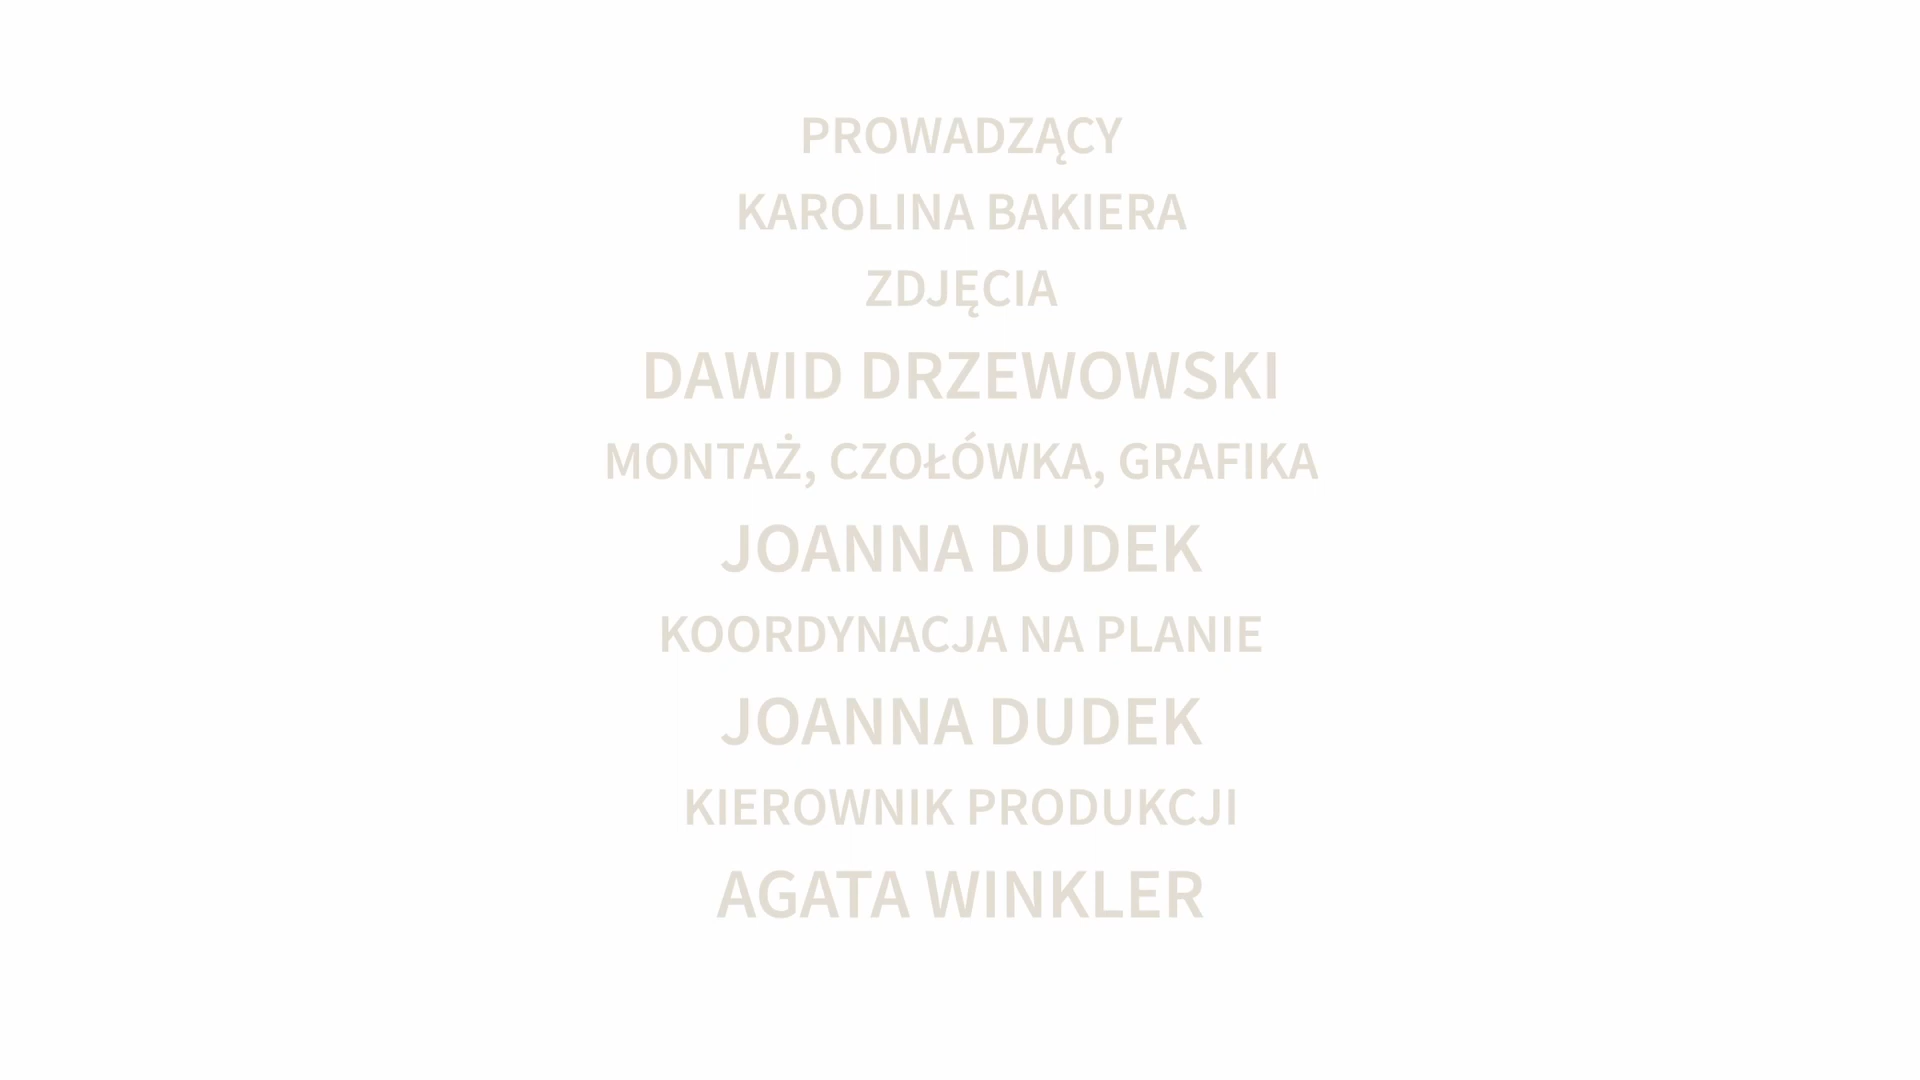 PROWADZĄCY
KAROLINA BAKIERA
ZDJĘCIA
DAWID DRZEWOWSKI
MONTAŻ, CZOŁÓWKA, GRAFIKA
JOANNA DUDEK
KOORDYNACJA NA PLANIE
JOANNA DUDEK
KIEROWNIK PRODUKCJI
AGATA WINKLER